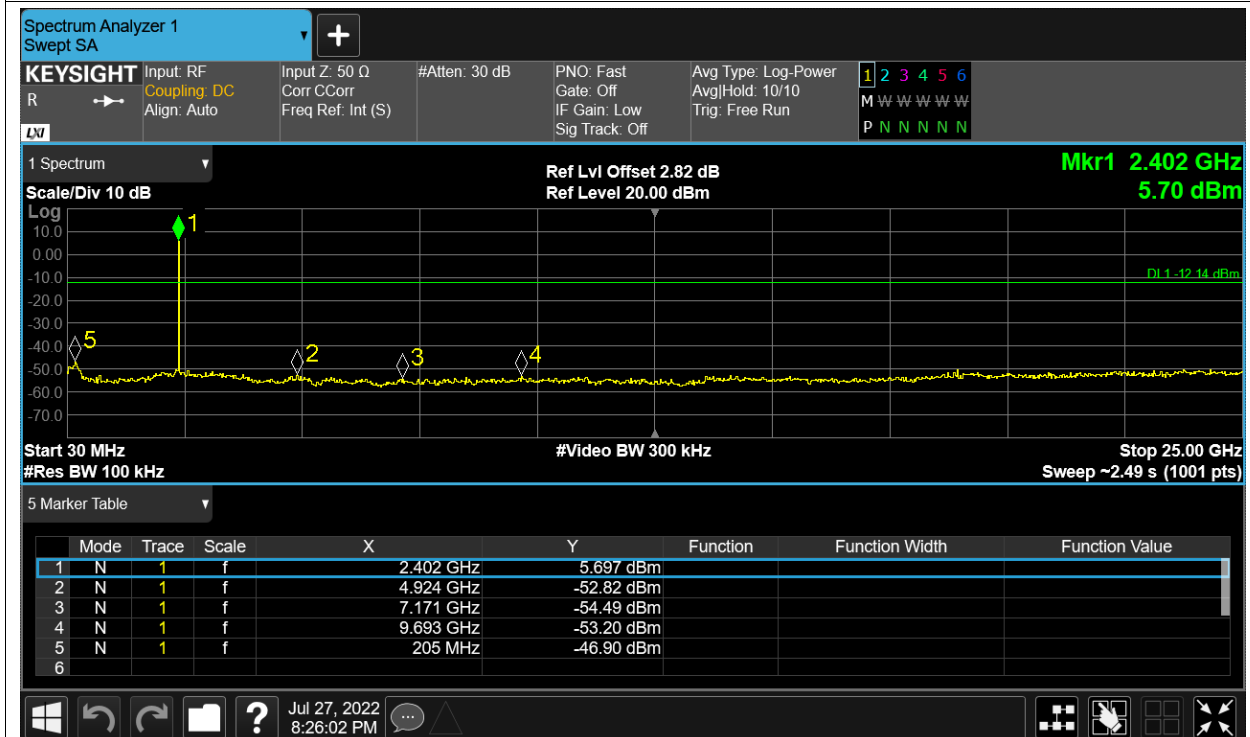 Spectrum Analyzer 1
Swept SA
+
KEYSIGHT Input: RF Input Z: 50 Ω #Atten: 30 dB PNO: Fast Avg Type: Log-Power 1 2 3 4 5 6
R Coupling: DC Corr CCorr Gate: Off Avg|Hold: 10/10 M W W W W W
Align: Auto Freq Ref: Int (S) IF Gain: Low Trig: Free Run
LXI Sig Track: Off P N N N N N
1 Spectrum Ref Lvl Offset 2.82 dB Mkr1 2.402 GHz
Scale/Div 10 dB Ref Level 20.00 dBm 5.70 dBm
Log
1
10.0
0.00
-10.0 DL1 -12.14 dBm
-20.0
-30.0
-40.0 5 2 3 4
-50.0
-60.0
-70.0
Start 30 MHz #Video BW 300 kHz Stop 25.00 GHz
#Res BW 100 kHz Sweep ~2.49 s (1001 pts)
5 Marker Table
Mode Trace Scale X Y Function Function Width Function Value
1 N 1 f 2.402 GHz 5.697 dBm
2 N 1 f 4.924 GHz -52.82 dBm
3 N 1 f 7.171 GHz -54.49 dBm
4 N 1 f 9.693 GHz -53.20 dBm
5 N 1 f 205 MHz -46.90 dBm
6
? Jul 27, 2022
8:26:02 PM